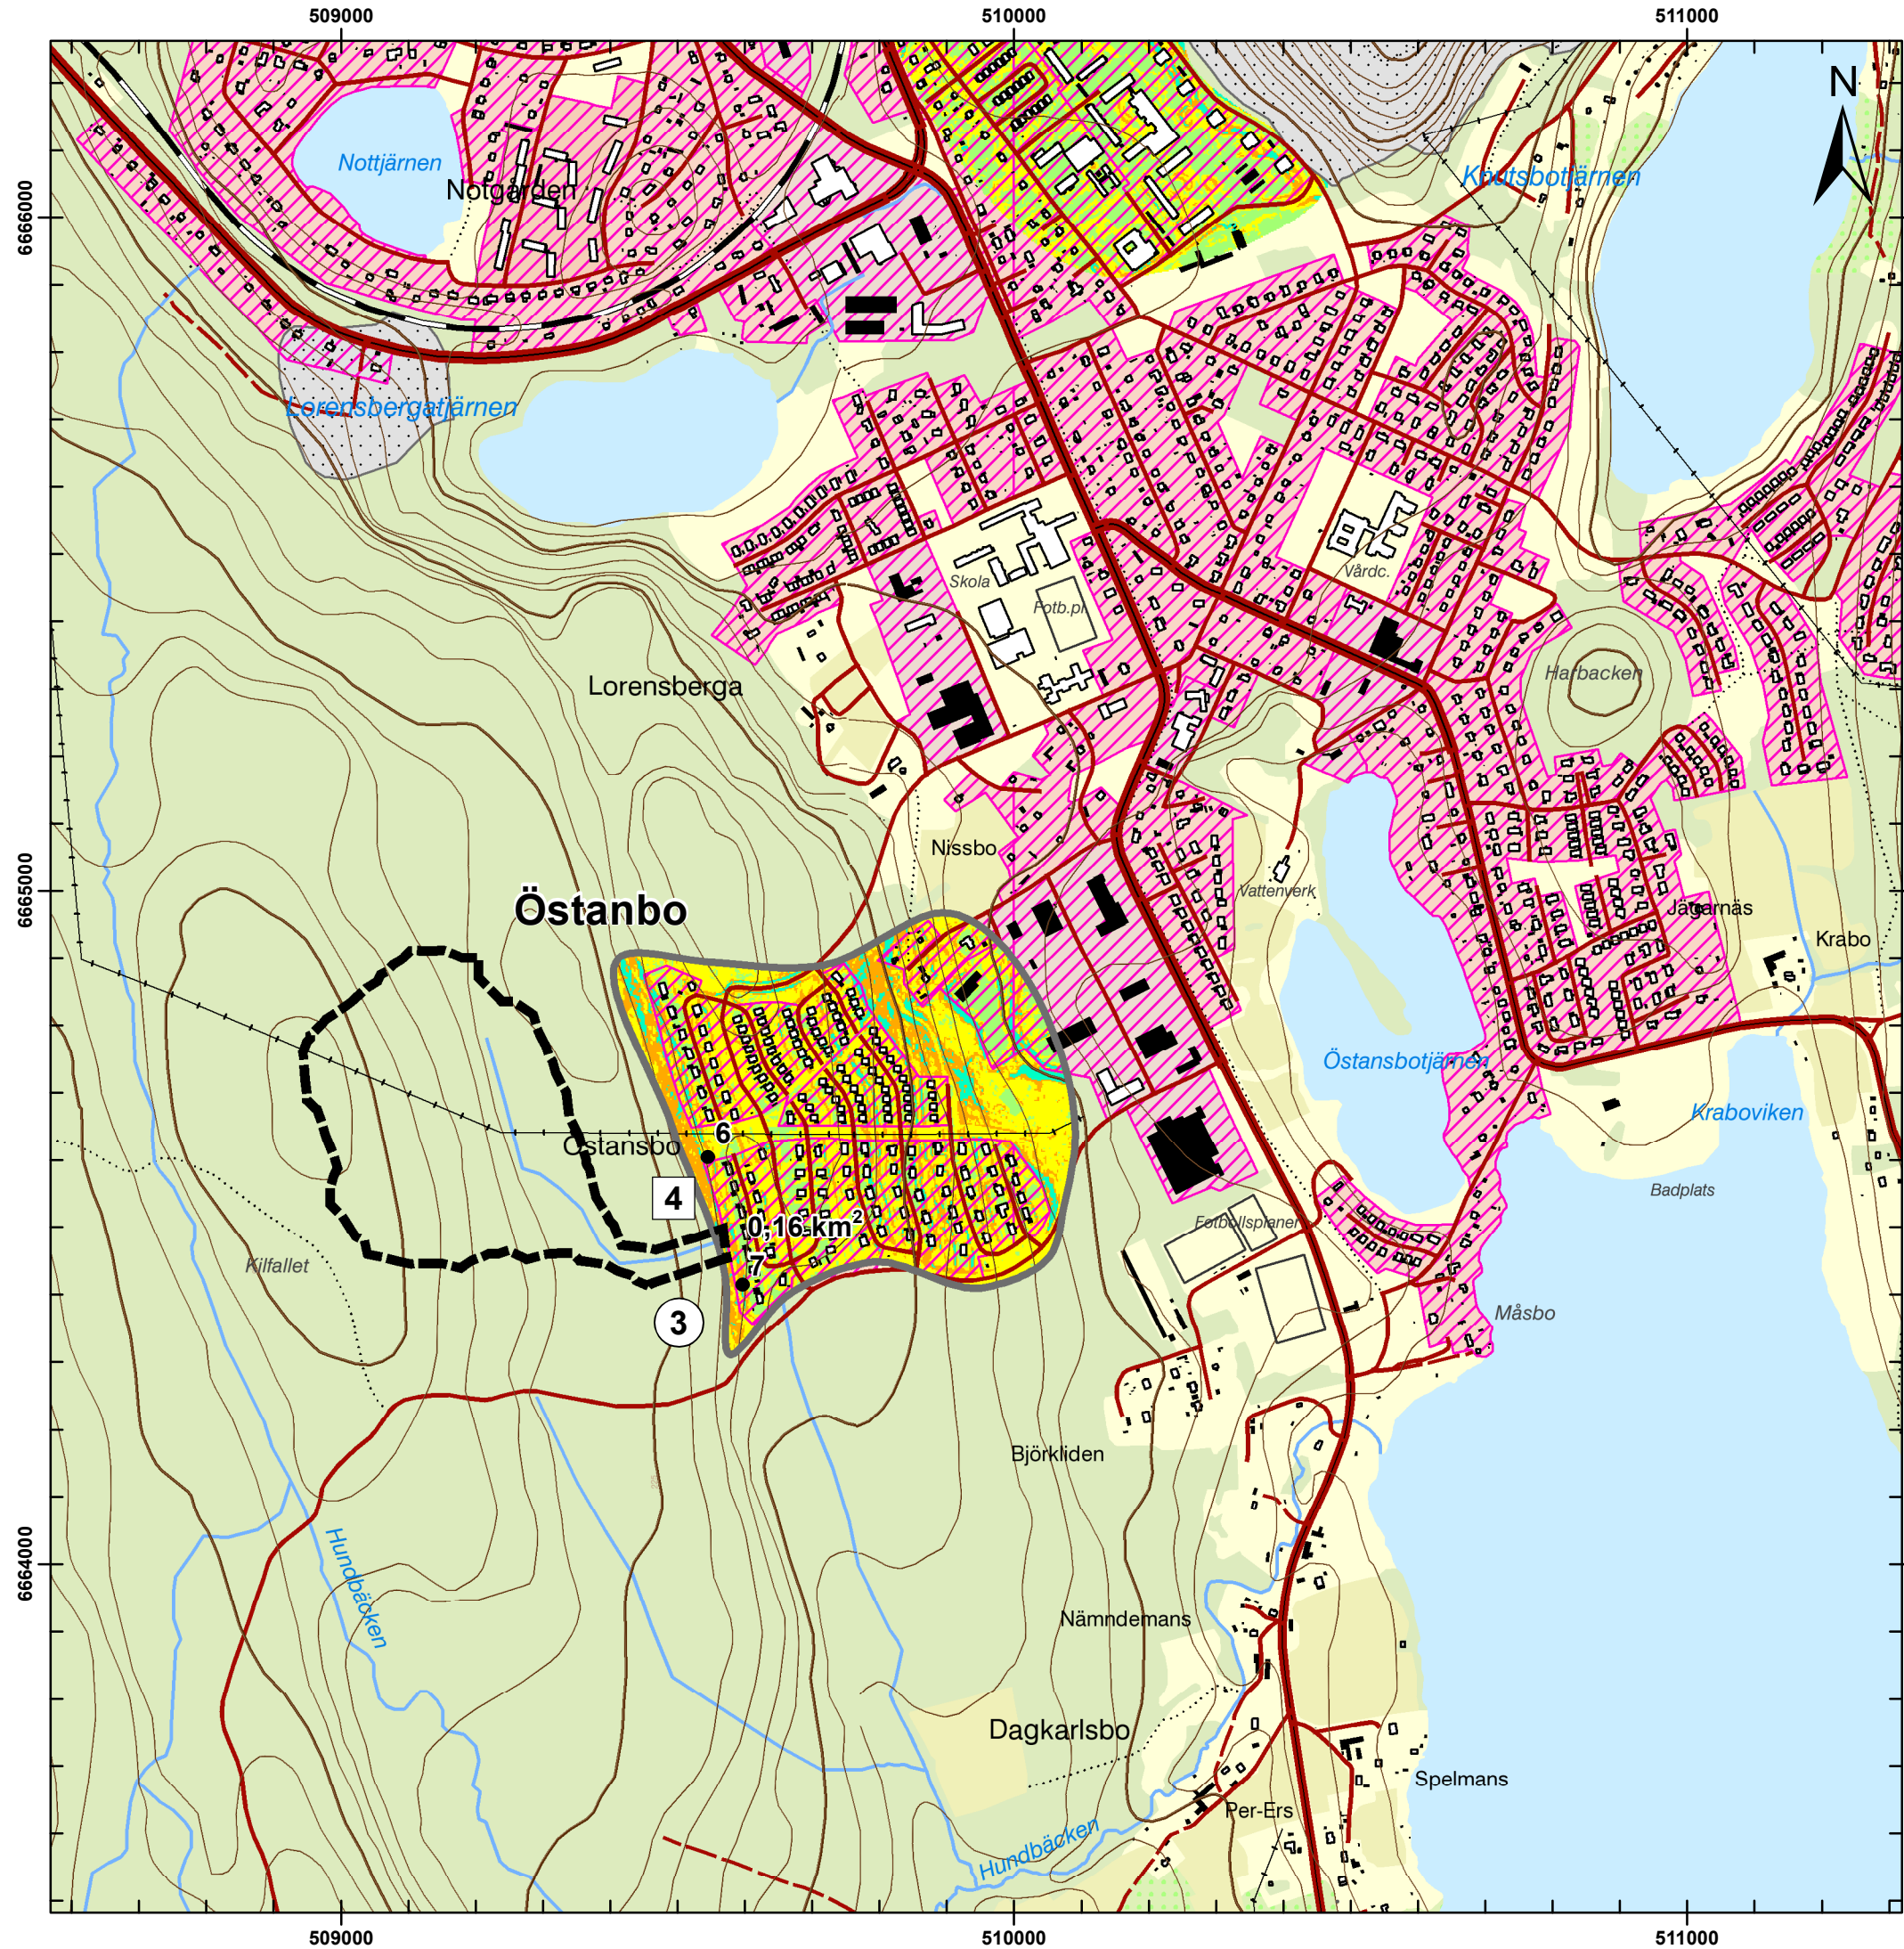 509000
510000
511000
N
6666000
Nottjärnen
Notgården
Knutsbotjärnen
Lorensbergatjärnen
Skola
Fotb.pl.
Vårdc.
Harbacken
Lorensberga
Nissbo
Vattenverk
Jägarnäs
Krabo
6665000
Östanbo
Östansbotjärnen
Kraboviken
6
Östansbo
4
0,16 km²
7
Badplats
Fotbollsplaner
Kilfallet
3
Måsbo
Björkliden
6664000
Hundbäcken
Nämndemans
Dagkarlsbo
Spelmans
Per-Ers
Hundbäcken
509000
510000
511000